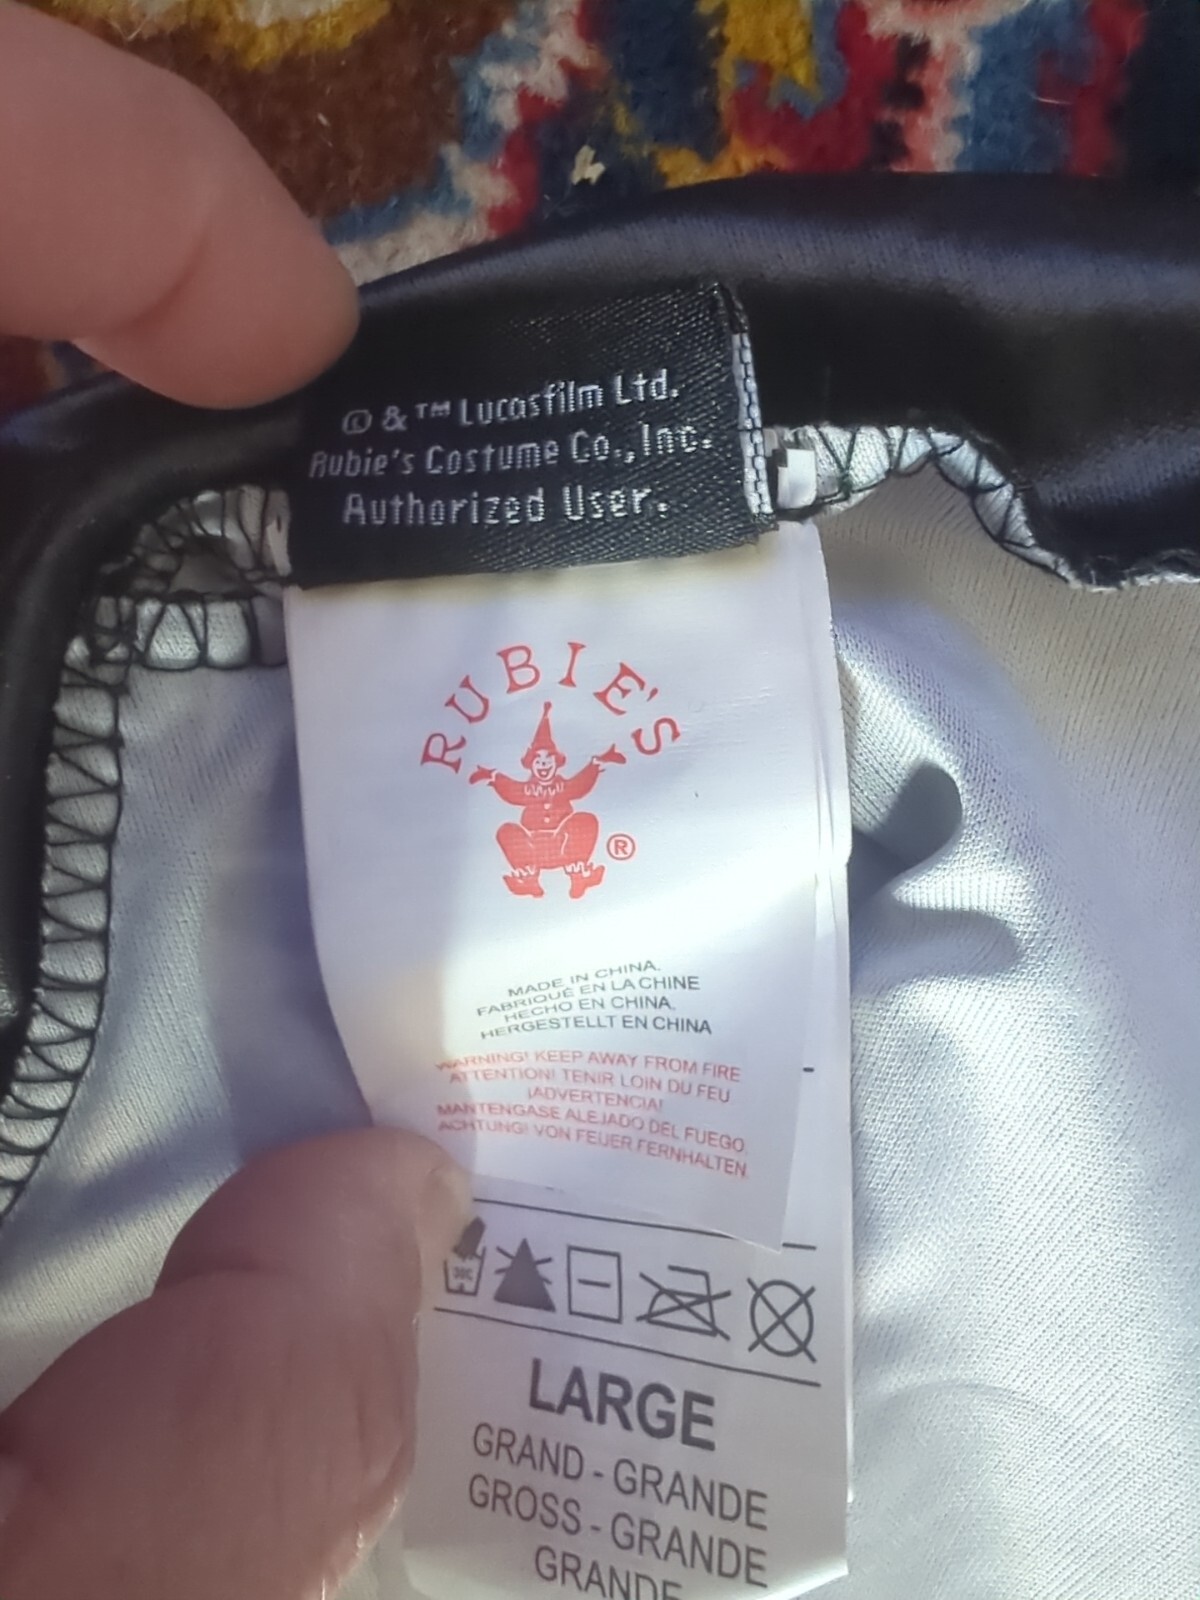 © & ™ Lucasfilm Ltd.
Rubie's Costume Co., Inc.
Authorized User.
RUBIE'S
®
MADE IN CHINA.
FABRIQUÉ EN LA CHINE
HECHO EN CHINA.
HERGESTELLT EN CHINA
WARNING! KEEP AWAY FROM FIRE
ATTENTION! TENIR LOIN DU FEU
¡ADVERTENCIA!
MANTENGASE ALEJADO DEL FUEGO.
ACHTUNG! VON FEUER FERNHALTEN.
LARGE
GRAND - GRANDE
GROSS - GRANDE
GRANDE